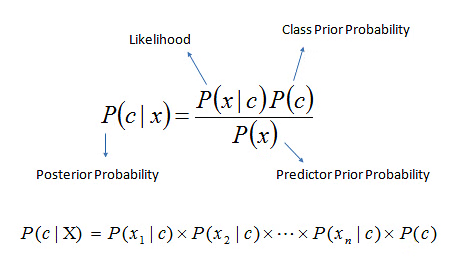 Likelihood
Class Prior Probability
P(c | x) = P(x | c)P(c) / P(x)
Posterior Probability
Predictor Prior Probability
P(c | X) = P(x₁ | c) × P(x₂ | c) × ⋯ × P(xₙ | c) × P(c)